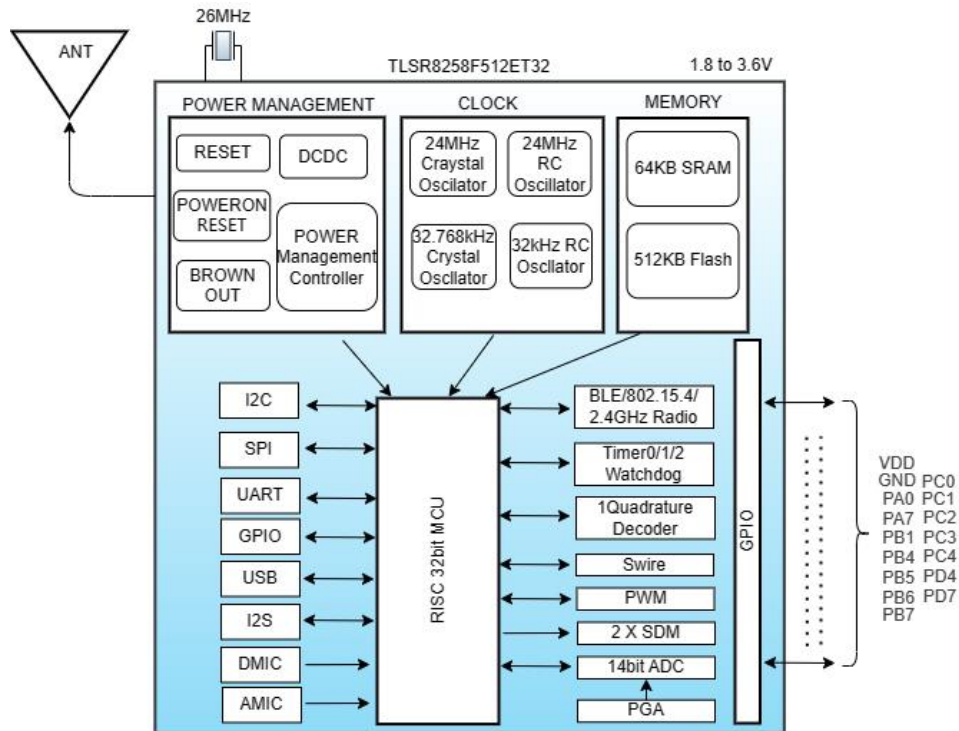 26MHz
ANT
TLSR8258F512ET32
1.8 to 3.6V
POWER MANAGEMENT
CLOCK
MEMORY
RESET
DCDC
POWERON
RESET
POWER
Management
Controller
BROWN
OUT
24MHz
Craystal
Oscilator
24MHz
RC
Oscillator
32.768kHz
Crystal
Oscllator
32kHz RC
Oscllator
64KB SRAM
512KB Flash
I2C
SPI
UART
GPIO
USB
I2S
DMIC
AMIC
RISC 32bit MCU
BLE/802.15.4/
2.4GHz Radio
Timer0/1/2
Watchdog
1Quadrature
Decoder
Swire
PWM
2 X SDM
14bit ADC
PGA
GPIO
VDD
GND
PA0
PA7
PB1
PB4
PB5
PB6
PB7
PC0
PC1
PC2
PC3
PC4
PD4
PD7